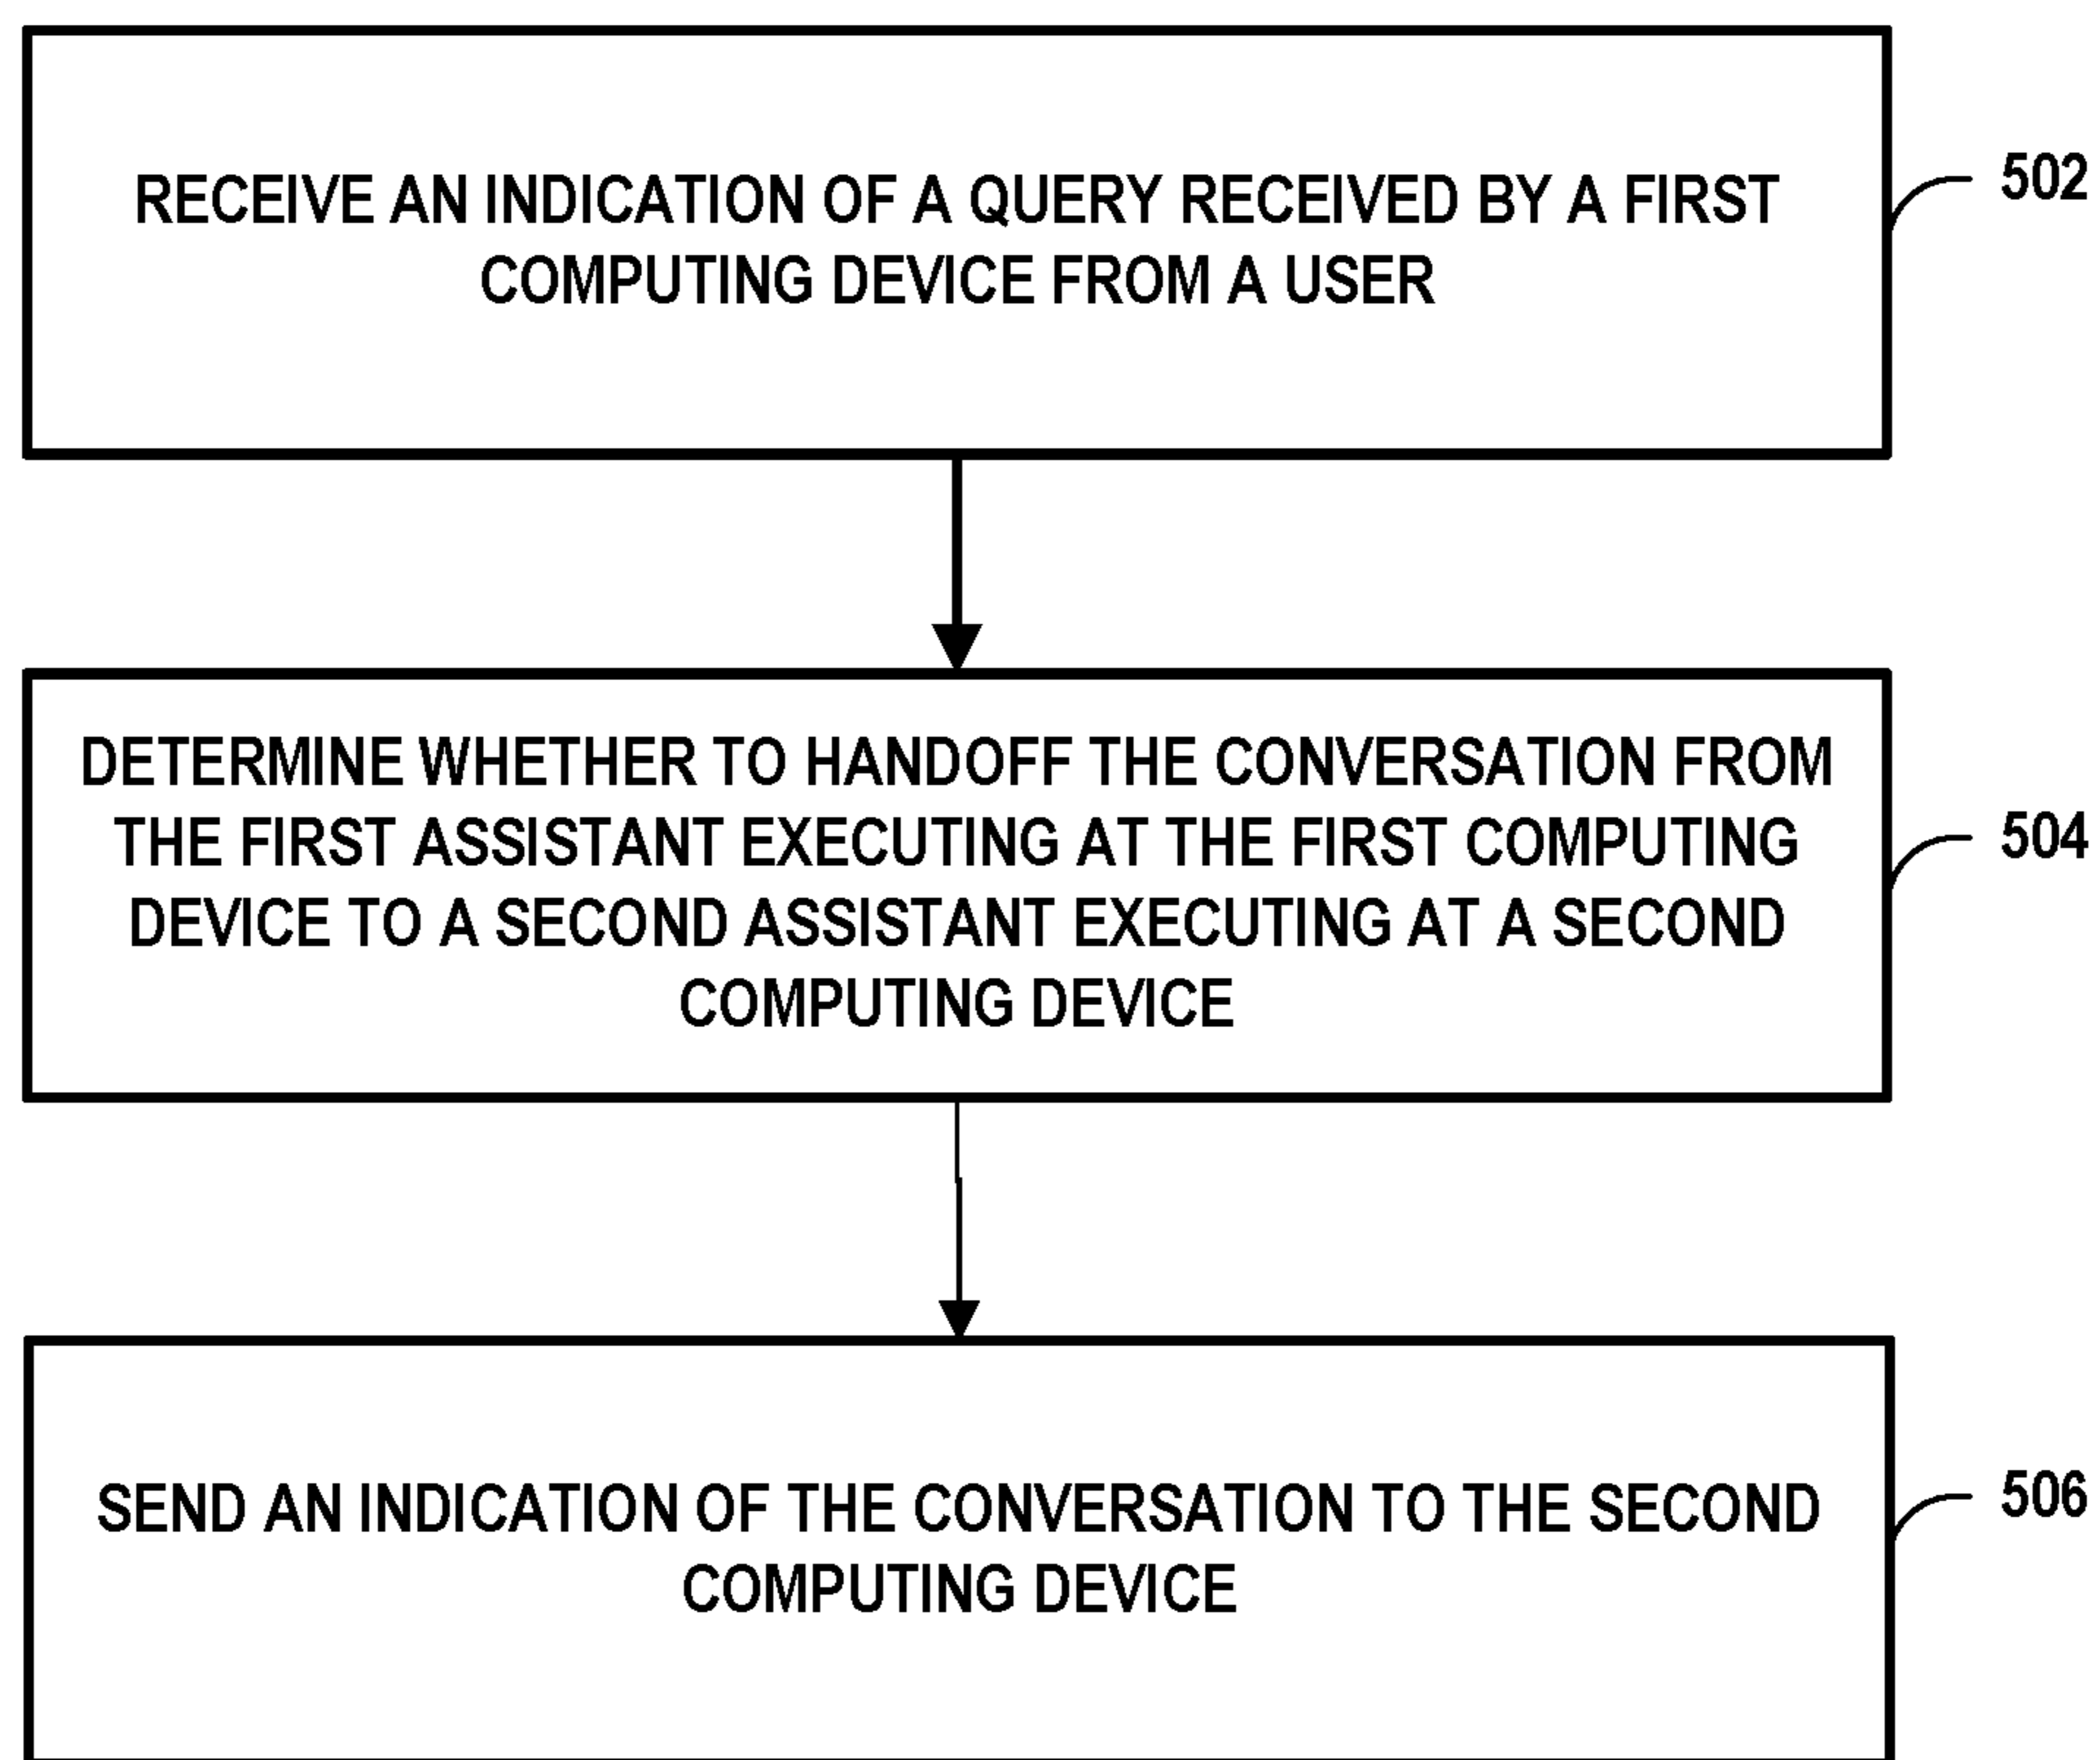 RECEIVE AN INDICATION OF A QUERY RECEIVED BY A FIRST
COMPUTING DEVICE FROM A USER
502
DETERMINE WHETHER TO HANDOFF THE CONVERSATION FROM
THE FIRST ASSISTANT EXECUTING AT THE FIRST COMPUTING
DEVICE TO A SECOND ASSISTANT EXECUTING AT A SECOND
COMPUTING DEVICE
504
SEND AN INDICATION OF THE CONVERSATION TO THE SECOND
COMPUTING DEVICE
506